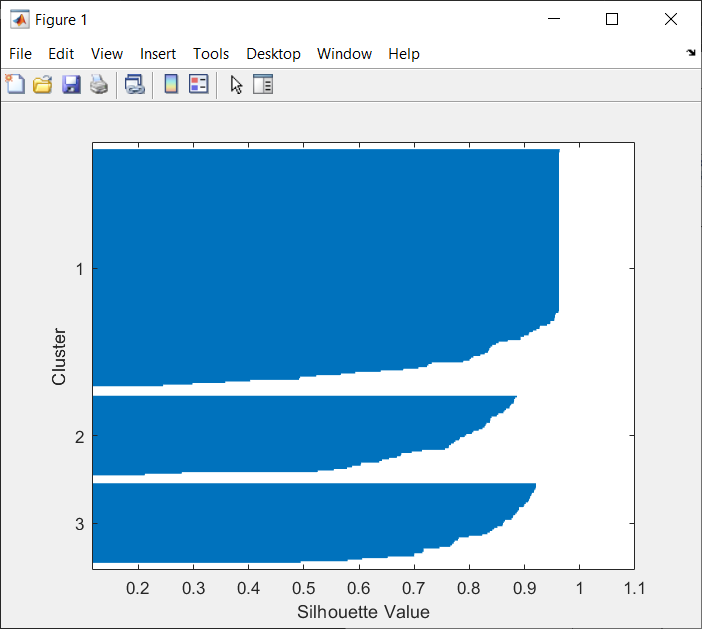 Figure 1
File Edit View Insert Tools Desktop Window Help
Cluster
1
2
3
0.2 0.3 0.4 0.5 0.6 0.7 0.8 0.9 1 1.1
Silhouette Value